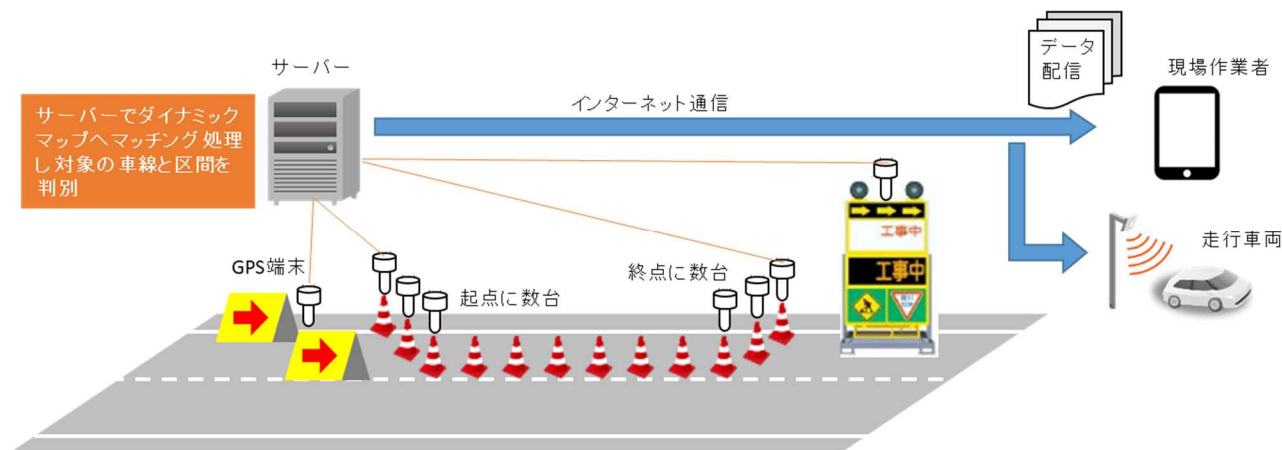 データ
配信
サーバー
現場作業者
インターネット通信
サーバーでダイナミック
マップへマッチング処理
し対象の車線と区間を
判別
工事中
走行車両
GPS端末
起点に数台
終点に数台
工事中